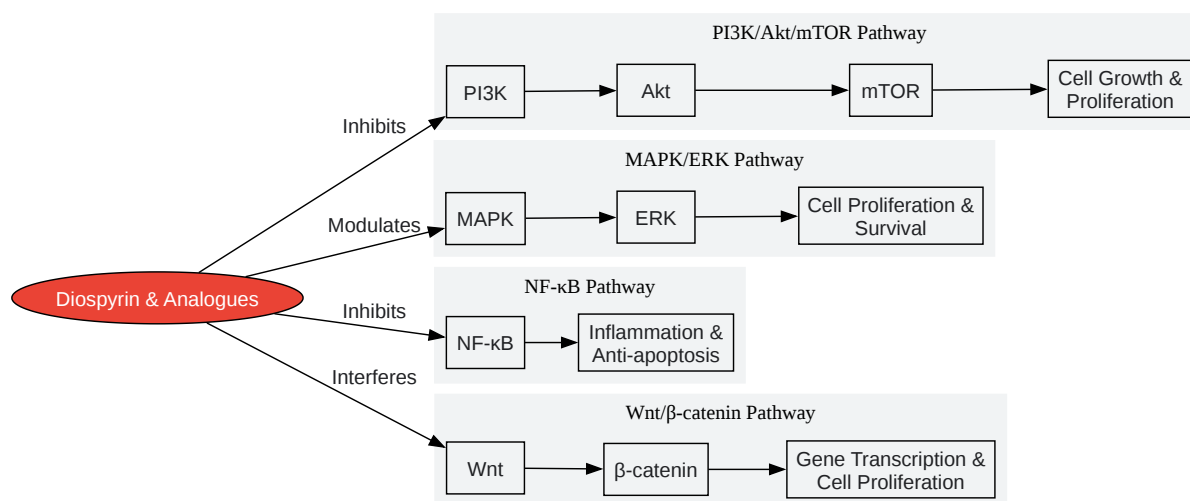 PI3K/Akt/mTOR Pathway
PI3K
Akt
mTOR
Cell Growth &
Proliferation
Inhibits
MAPK/ERK Pathway
MAPK
ERK
Cell Proliferation &
Survival
Modulates
Diospyrin & Analogues
NF-κB Pathway
Inhibits
NF-κB
Inflammation &
Anti-apoptosis
Interferes
Wnt/β-catenin Pathway
Wnt
β-catenin
Gene Transcription &
Cell Proliferation